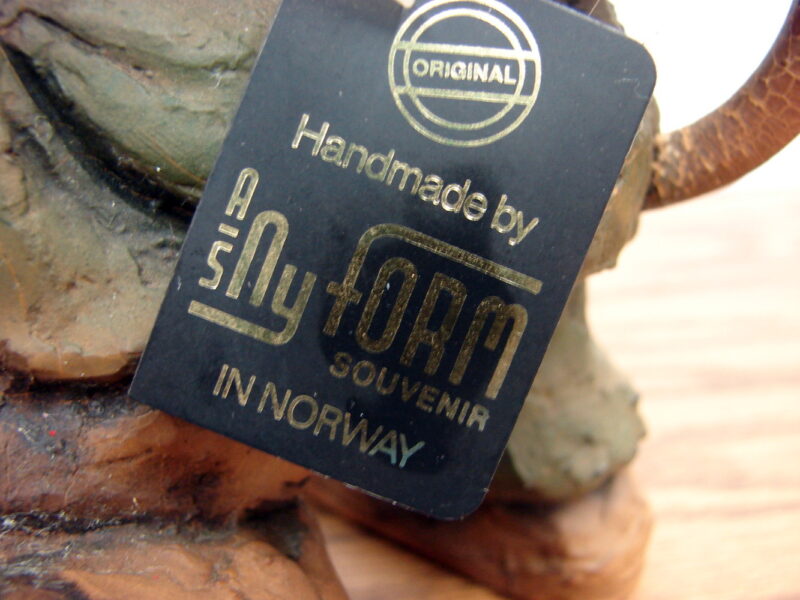 ORIGINAL
Handmade by
A/S Ny FORM
SOUVENIR
IN NORWAY